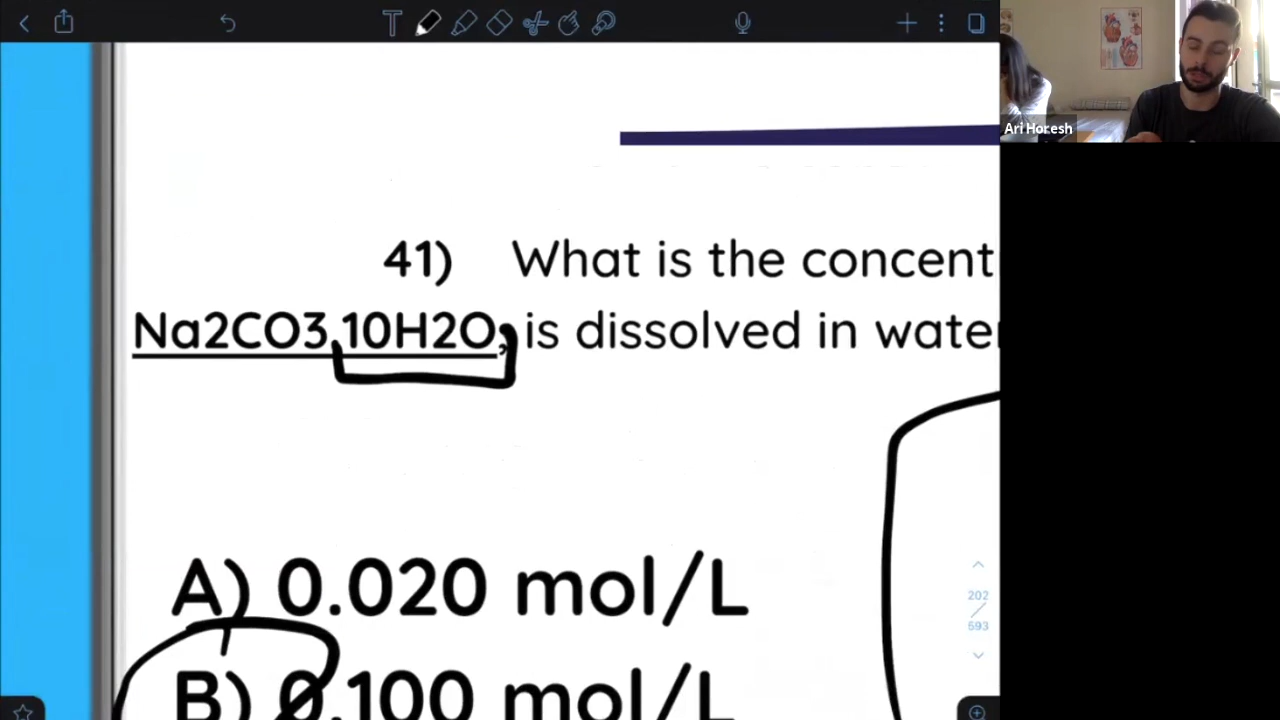 Ari Horesh
41) What is the concent
Na2CO3.10H2O, is dissolved in water
202
593
A) 0.020 mol/L
B) 0.100 mol/L